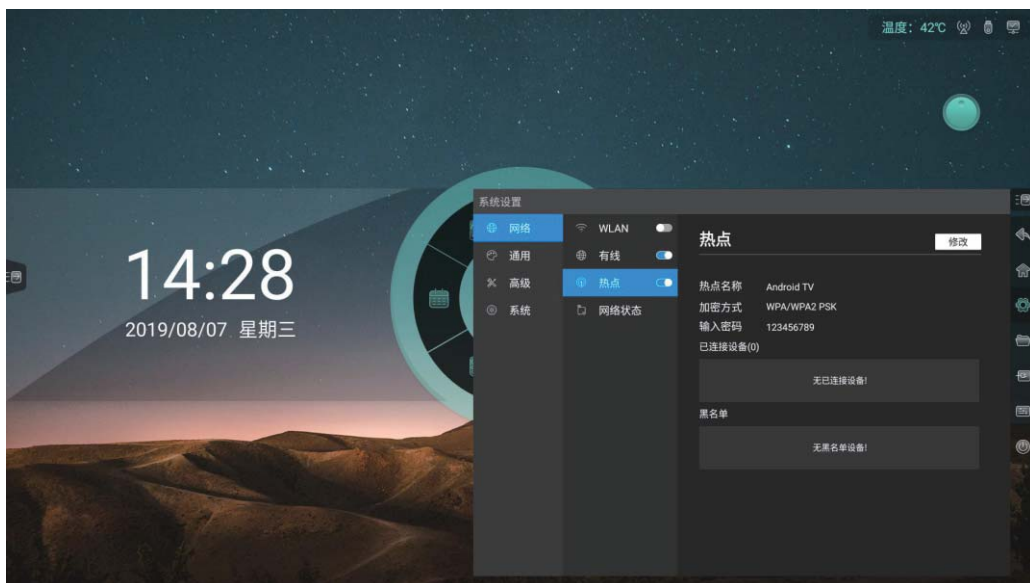 温度：42℃
系统设置
网络
通用
高级
系统
WLAN
有线
热点
网络状态
热点
修改
热点名称 Android TV
加密方式 WPA/WPA2 PSK
输入密码 123456789
已连接设备(0)
无已连接设备!
黑名单
无黑名单设备!
14:28
2019/08/07 星期三